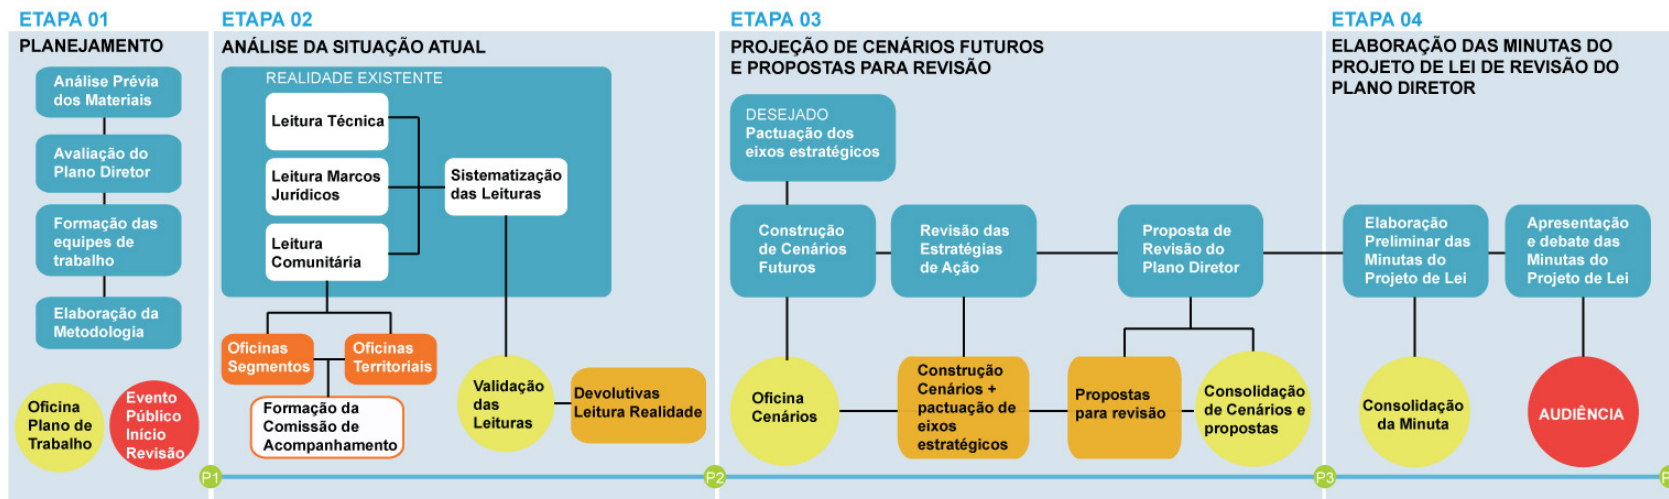 ETAPA 01
PLANEJAMENTO
Análise Prévia
dos Materiais
Avaliação do
Plano Diretor
Formação das
equipes de
trabalho
Elaboração da
Metodologia
Oficina
Plano de
Trabalho
Evento
Público
Início
Revisão
P1
ETAPA 02
ANÁLISE DA SITUAÇÃO ATUAL
REALIDADE EXISTENTE
Leitura Técnica
Leitura Marcos
Jurídicos
Leitura
Comunitária
Sistematização
das Leituras
Oficinas
Segmentos
Oficinas
Territoriais
Formação da
Comissão de
Acompanhamento
Validação
das
Leituras
Devolutivas
Leitura Realidade
P2
ETAPA 03
PROJEÇÃO DE CENÁRIOS FUTUROS
E PROPOSTAS PARA REVISÃO
DESEJADO
Pactuação dos
eixos estratégicos
Construção
de Cenários
Futuros
Revisão das
Estratégias
de Ação
Proposta de
Revisão do
Plano Diretor
Oficina
Cenários
Construção
Cenários +
pactuação de
eixos
estratégicos
Propostas
para revisão
Consolidação
de Cenários e
propostas
P3
ETAPA 04
ELABORAÇÃO DAS MINUTAS DO
PROJETO DE LEI DE REVISÃO DO
PLANO DIRETOR
Elaboração
Preliminar das
Minutas do
Projeto de Lei
Apresentação
e debate das
Minutas do
Projeto de Lei
Consolidação
da Minuta
AUDIÊNCIA